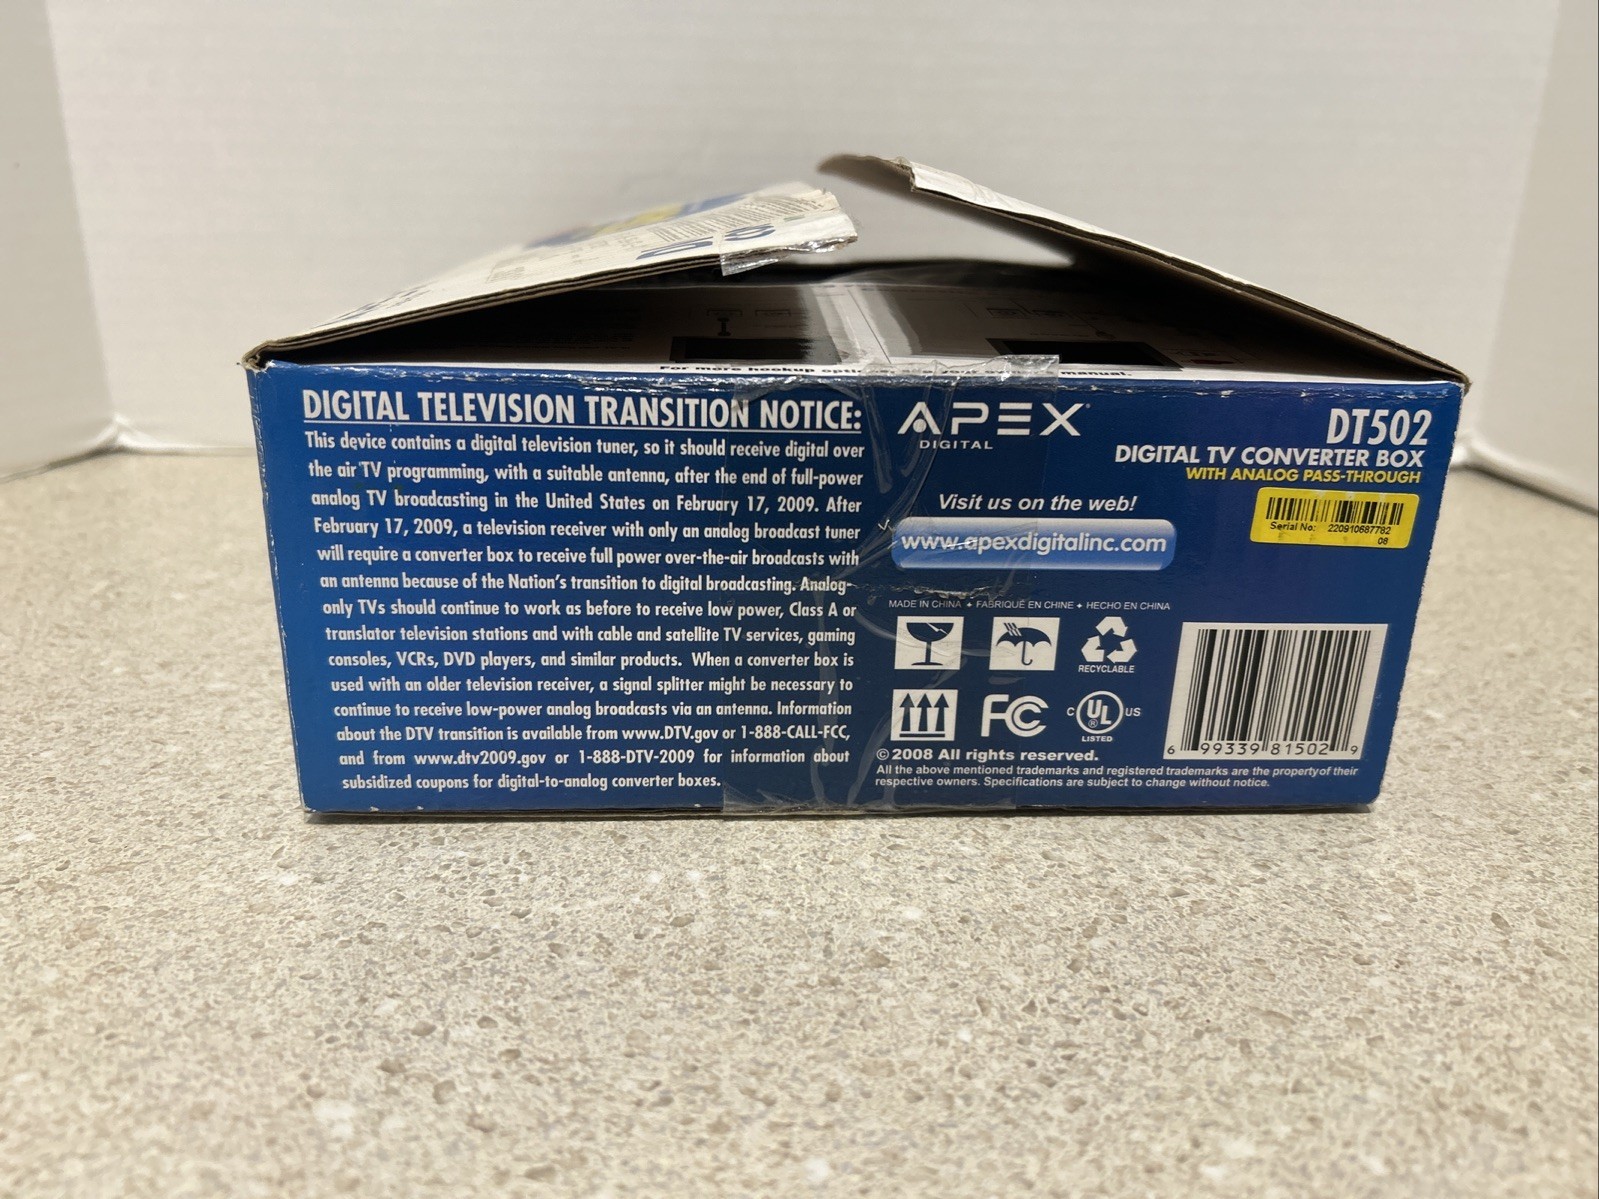 For more hookup manual.
DIGITAL TELEVISION TRANSITION NOTICE:
This device contains a digital television tuner, so it should receive digital over
the air TV programming, with a suitable antenna, after the end of full-power
analog TV broadcasting in the United States on February 17, 2009. After
February 17, 2009, a television receiver with only an analog broadcast tuner
will require a converter box to receive full power over-the-air broadcasts with
an antenna because of the Nation's transition to digital broadcasting. Analog-
only TVs should continue to work as before to receive low power, Class A or
translator television stations and with cable and satellite TV services, gaming
consoles, VCRs, DVD players, and similar products. When a converter box is
used with an older television receiver, a signal splitter might be necessary to
continue to receive low-power analog broadcasts via an antenna. Information
about the DTV transition is available from www.DTV.gov or 1-888-CALL-FCC,
and from www.dtv2009.gov or 1-888-DTV-2009 for information about
subsidized coupons for digital-to-analog converter boxes.
APEX
DIGITAL
Visit us on the web!
www.apexdigitalinc.com
MADE IN CHINA • FABRIQUÉ EN CHINE • HECHO EN CHINA
RECYCLABLE
FC
C UL US
®
LISTED
©2008 All rights reserved.
All the above mentioned trademarks and registered trademarks are the property of their
respective owners. Specifications are subject to change without notice.
DT502
DIGITAL TV CONVERTER BOX
WITH ANALOG PASS-THROUGH
Serial No: 220910687782
08
6 99339 81502 9